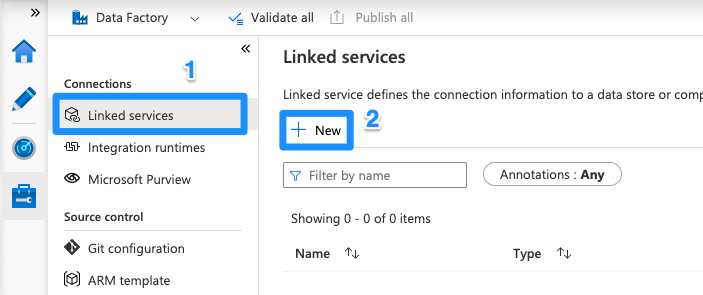 Data Factory
Validate all
Publish all
Connections
1
Linked services
Integration runtimes
Microsoft Purview
Source control
Git configuration
ARM template
Linked services
Linked service defines the connection information to a data store or comp
2
New
Filter by name
Annotations : Any
Showing 0 - 0 of 0 items
Name
Type